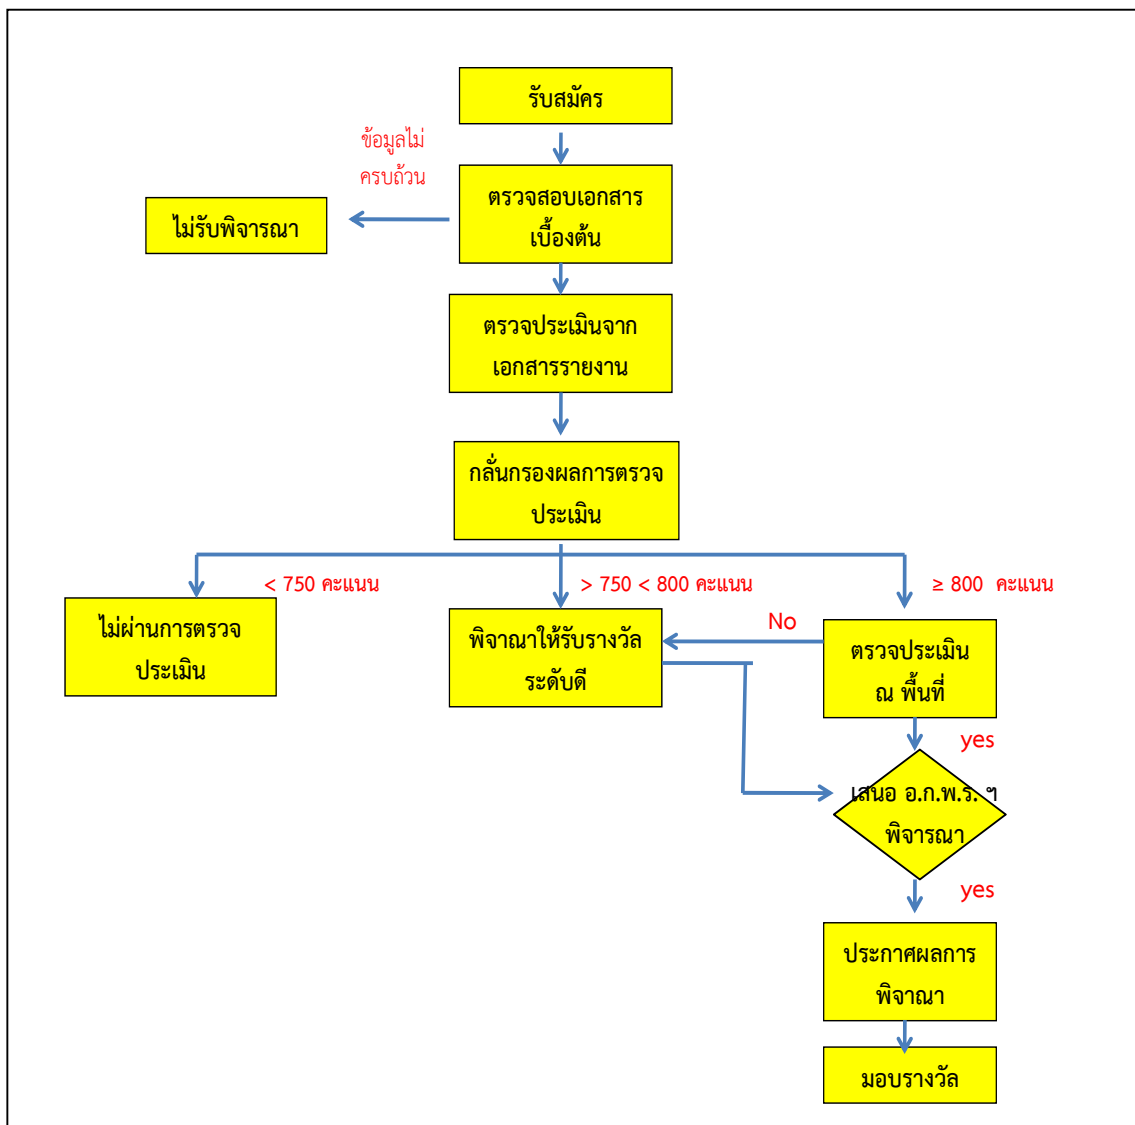 รับสมัคร
ข้อมูลไม่
ครบถ้วน
ตรวจสอบเอกสาร
เบื้องต้น
ไม่รับพิจารณา
ตรวจประเมินจาก
เอกสารรายงาน
กลั่นกรองผลการตรวจ
ประเมิน
< 750 คะแนน
> 750 < 800 คะแนน
≥ 800 คะแนน
ไม่ผ่านการตรวจ
ประเมิน
พิจาณาให้รับรางวัล
ระดับดี
No
ตรวจประเมิน
ณ พื้นที่
yes
เสนอ อ.ก.พ.ร. ฯ
พิจารณา
yes
ประกาศผลการ
พิจาณา
มอบรางวัล